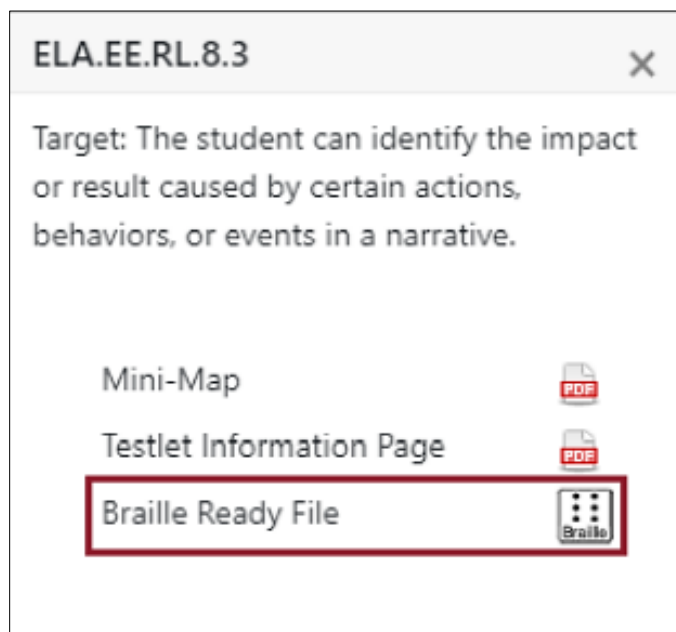 ELA.EE.RL.8.3 ×
Target: The student can identify the impact
or result caused by certain actions,
behaviors, or events in a narrative.
Mini-Map PDF
Testlet Information Page PDF
Braille Ready File Braille